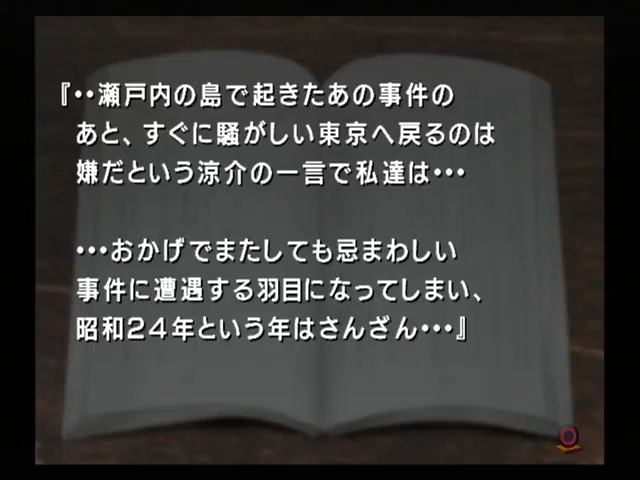 『・・瀬戸内の島で起きたあの事件の
あと、すぐに騒がしい東京へ戻るのは
嫌だという涼介の一言で私達は・・・
・・・おかげでまたしても忌まわしい
事件に遭遇する羽目になってしまい、
昭和２４年という年はさんざん・・・』